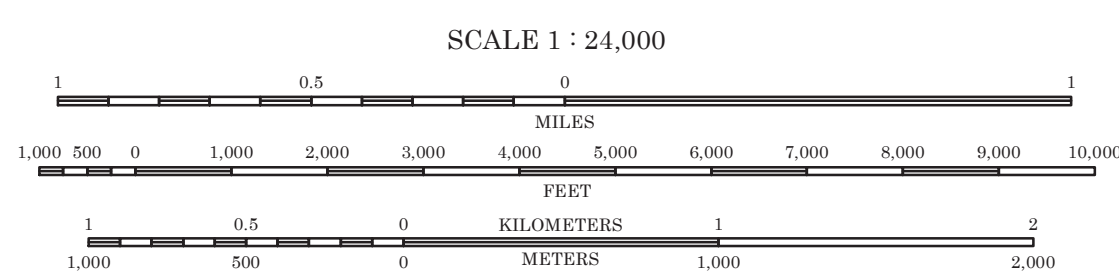 SCALE 1 : 24,000
1 0.5 0 1
MILES
1,000 500 0 1,000 2,000 3,000 4,000 5,000 6,000 7,000 8,000 9,000 10,000
FEET
1 0.5 0 KILOMETERS 1 2
1,000 500 0 METERS 1,000 2,000